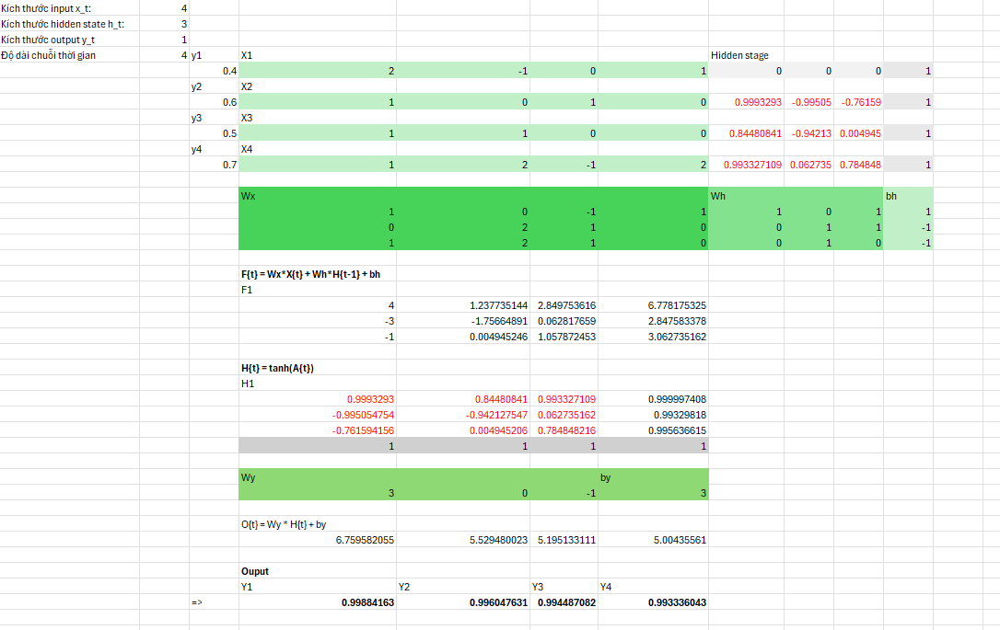 Kích thước input x_t: 4
Kích thước hidden state h_t: 3
Kích thước output y_t 1
Độ dài chuỗi thời gian 4 y1 X1 Hidden stage
0.4 2 -1 0 1 0 0 0 1
y2 X2
0.6 1 0 1 0 0.9993293 -0.99505 -0.76159 1
y3 X3
0.5 1 1 0 0 0.84480841 -0.94213 0.004945 1
y4 X4
0.7 1 2 -1 2 0.993327109 0.062735 0.784848 1
Wx Wh bh
1 0 -1 1 1 0 1 1
0 2 1 0 0 1 1 -1
1 2 1 0 0 1 0 -1
F{t} = Wx*X{t} + Wh*H{t-1} + bh
F1
4 1.237735144 2.849753616 6.778175325
-3 -1.75664891 0.062817659 2.847583378
-1 0.004945246 1.057872453 3.062735162
H{t} = tanh(A{t})
H1
0.9993293 0.84480841 0.993327109 0.999997408
-0.995054754 -0.942127547 0.062735162 0.99329818
-0.761594156 0.004945206 0.784848216 0.995636615
1 1 1 1
Wy by
3 0 -1 3
O{t} = Wy * H{t} + by
6.759582055 5.529480023 5.195133111 5.00435561
Ouput
Y1 Y2 Y3 Y4
=> 0.99884163 0.996047631 0.994487082 0.993336043